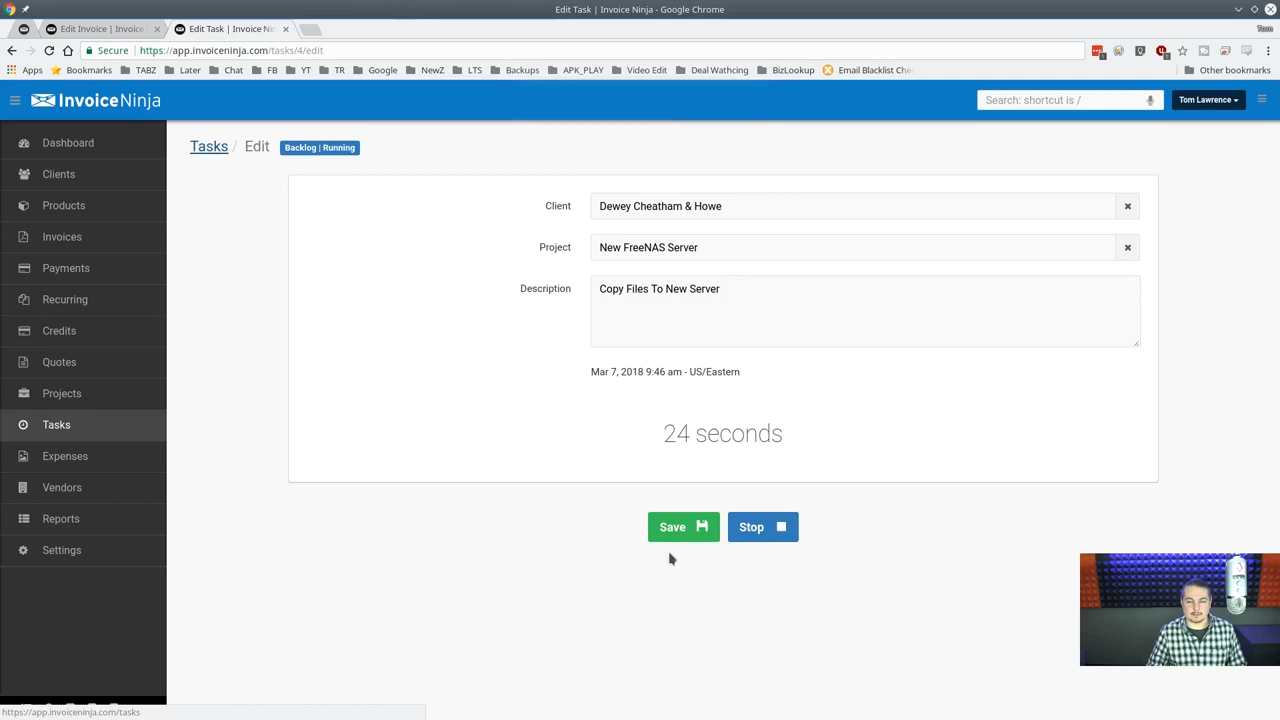 Edit Task | Invoice Ninja - Google Chrome
Edit Invoice | Invoice
Edit Task | Invoice Nin
Tom
Secure
https://app.invoiceninja.com/tasks/4/edit
Apps
Bookmarks
TABZ
Later
Chat
FB
YT
TR
Google
NewZ
LTS
Backups
APK_PLAY
Video Edit
Deal Wathcing
BizLookup
Email Blacklist Che
Other bookmarks
InvoiceNinja
Search: shortcut is /
Tom Lawrence
Dashboard
Clients
Products
Invoices
Payments
Recurring
Credits
Quotes
Projects
Tasks
Expenses
Vendors
Reports
Settings
Tasks / Edit
Backlog | Running
Client
Dewey Cheatham & Howe
Project
New FreeNAS Server
Description
Copy Files To New Server
Mar 7, 2018 9:46 am - US/Eastern
24 seconds
Save
Stop
https://app.invoiceninja.com/tasks